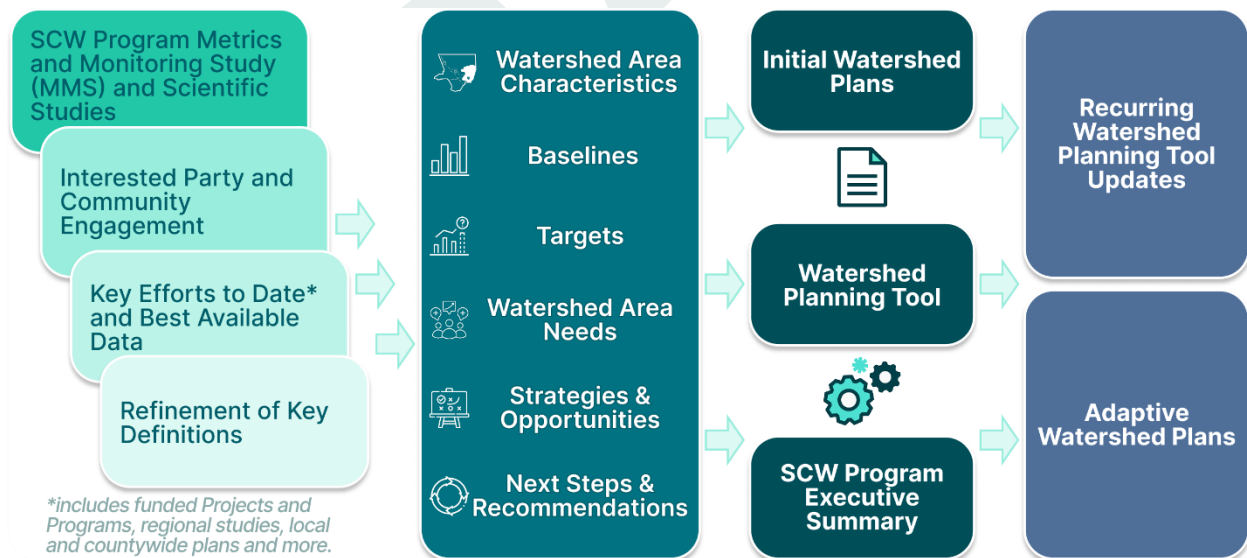 SCW Program Metrics
and Monitoring Study
(MMS) and Scientific
Studies
Interested Party and
Community
Engagement
Key Efforts to Date*
and Best Available
Data
Refinement of Key
Definitions
*includes funded Projects and
Programs, regional studies, local
and countywide plans and more.
Watershed Area
Characteristics
Baselines
Targets
Watershed Area
Needs
Strategies &
Opportunities
Next Steps &
Recommendations
Initial Watershed
Plans
Watershed
Planning Tool
SCW Program
Executive
Summary
Recurring
Watershed
Planning Tool
Updates
Adaptive
Watershed Plans